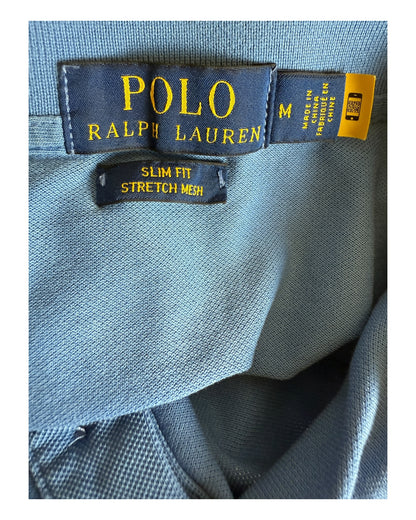 POLO
RALPH LAUREN
M
MADE IN
CHINA
FABRIQUÉ EN
CHINE
SLIM FIT
STRETCH MESH